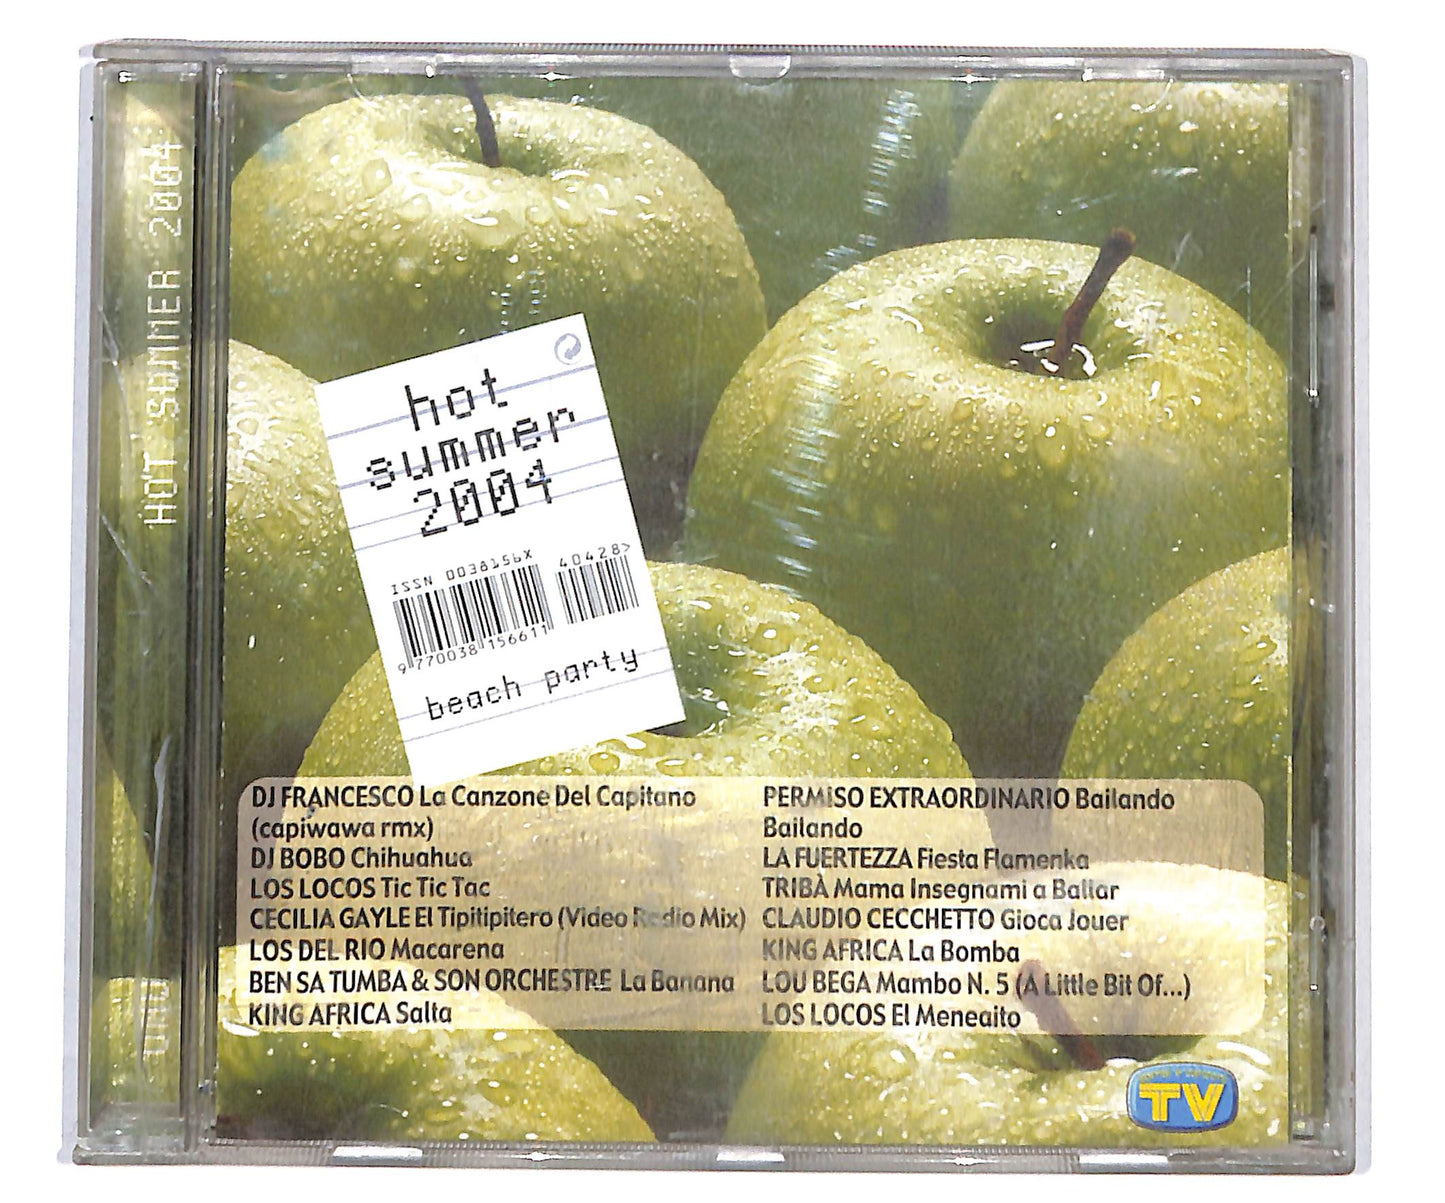 HOT SUMMER 2004
UNO
hot
summer
2004
ISSN 0038156X
40428>
9 770038 156611
beach party
DJ FRANCESCO La Canzone Del Capitano
(capiwawa rmx)
DJ BOBO Chihuahua
LOS LOCOS Tic Tic Tac
CECILIA GAYLE El Tipitipitero (Video Radio Mix)
LOS DEL RIO Macarena
BEN SA TUMBA & SON ORCHESTRE La Banana
KING AFRICA Salta
PERMISO EXTRAORDINARIO Bailando
Bailando
LA FUERTEZZA Fiesta Flamenka
TRIBÀ Mama Insegnami a Ballar
CLAUDIO CECCHETTO Gioca Jouer
KING AFRICA La Bomba
LOU BEGA Mambo N. 5 (A Little Bit Of...)
LOS LOCOS El Meneaito
TV